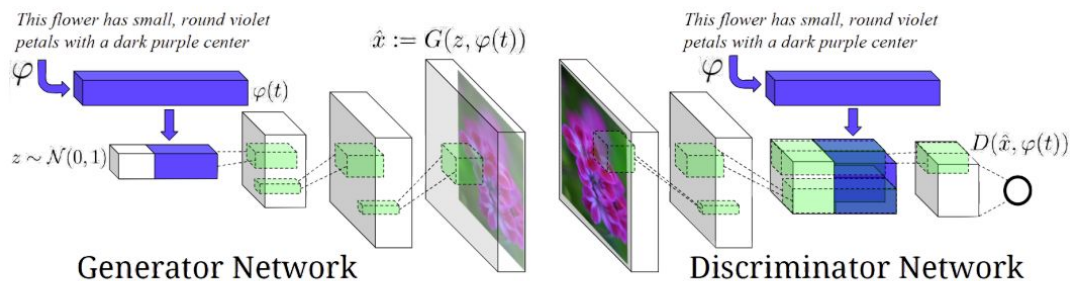 This flower has small, round violet
petals with a dark purple center
φ
φ(t)
z ~ 𝒩(0, 1)
x̂ := G(z, φ(t))
Generator Network
This flower has small, round violet
petals with a dark purple center
φ
D(x̂, φ(t))
Discriminator Network